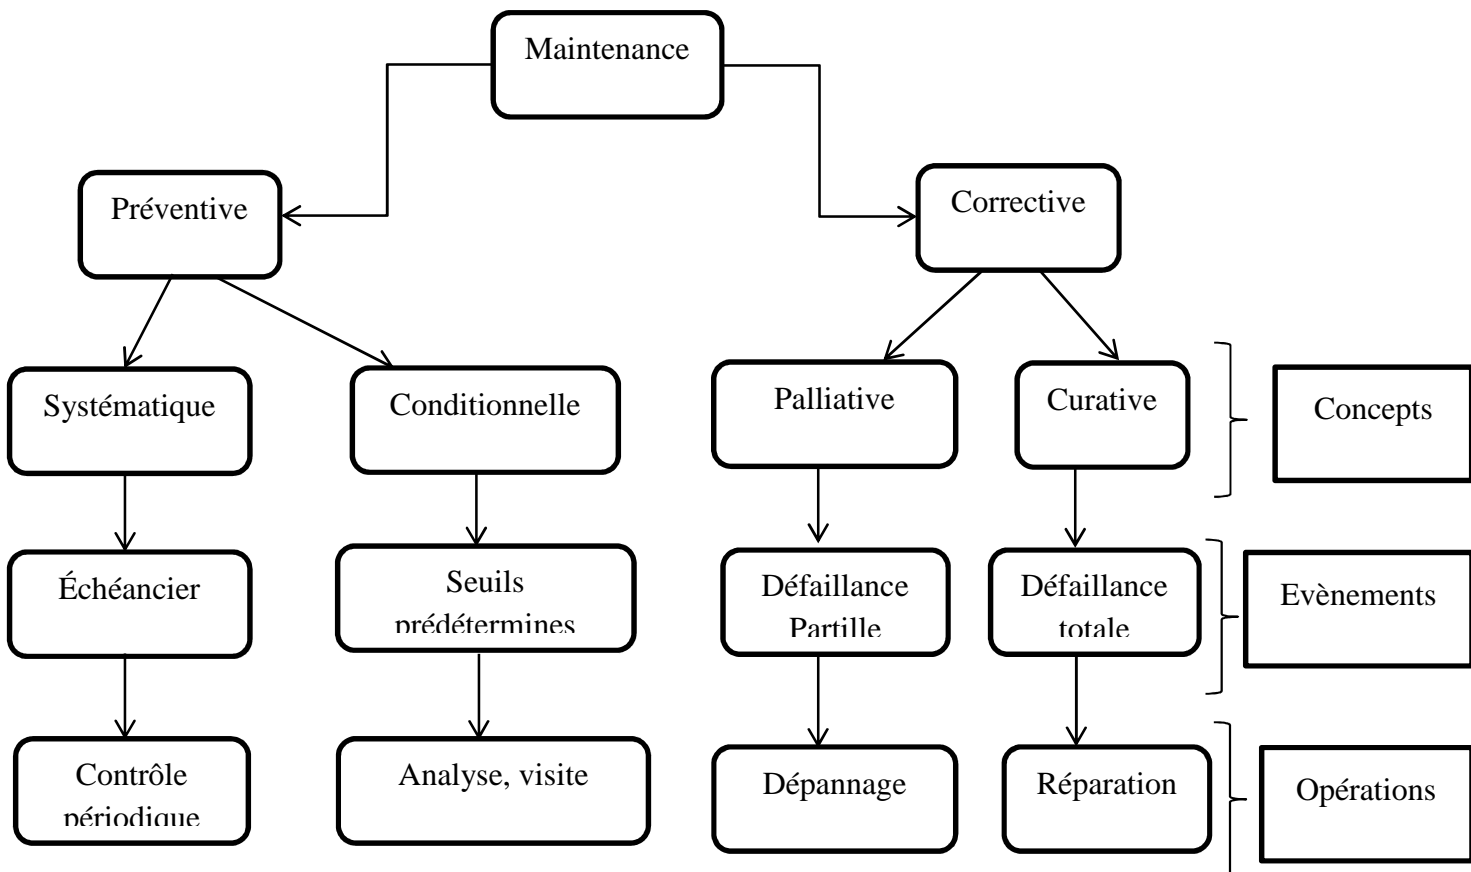 Maintenance
Préventive
Corrective
Systématique
Conditionnelle
Palliative
Curative
Concepts
Échéancier
Seuils
prédétermines
Défaillance
Partille
Défaillance
totale
Evènements
Contrôle
périodique
Analyse, visite
Dépannage
Réparation
Opérations